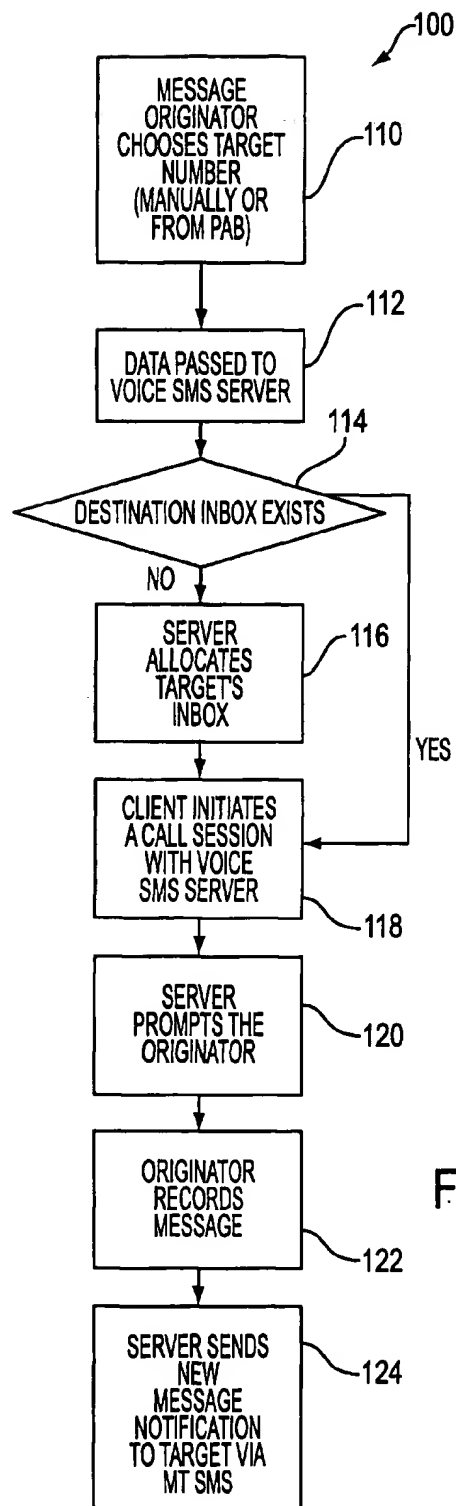 100
MESSAGE
ORIGINATOR
CHOOSES TARGET
NUMBER
(MANUALLY OR
FROM PAB)
110
112
DATA PASSED TO
VOICE SMS SERVER
114
DESTINATION INBOX EXISTS
NO
SERVER
ALLOCATES
TARGET'S
INBOX
116
YES
CLIENT INITIATES
A CALL SESSION
WITH VOICE
SMS SERVER
118
SERVER
PROMPTS THE
ORIGINATOR
120
ORIGINATOR
RECORDS
MESSAGE
122
F
SERVER SENDS
NEW
MESSAGE
NOTIFICATION
TO TARGET VIA
MT SMS
124